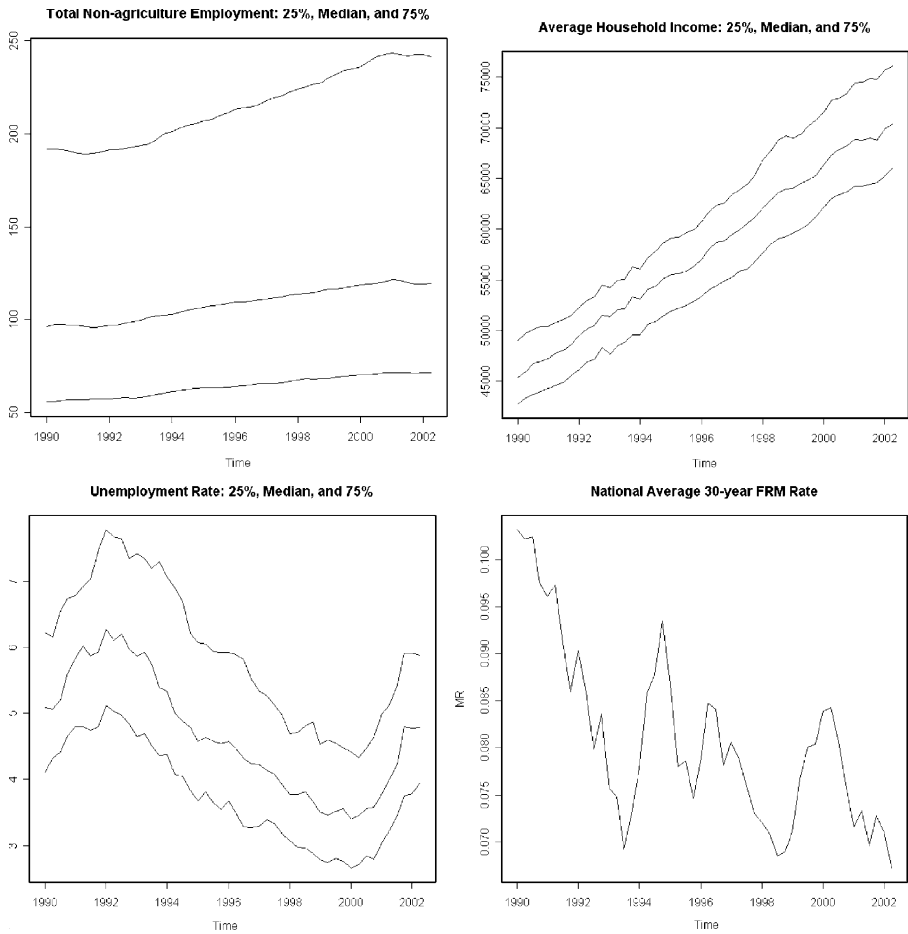 Total Non-agriculture Employment: 25%, Median, and 75%
250
200
150
100
50
1990 1992 1994 1996 1998 2000 2002
Time
Average Household Income: 25%, Median, and 75%
75000
70000
65000
60000
55000
50000
45000
1990 1992 1994 1996 1998 2000 2002
Time
Unemployment Rate: 25%, Median, and 75%
7
6
5
4
3
1990 1992 1994 1996 1998 2000 2002
Time
National Average 30-year FRM Rate
MR
0.100
0.095
0.090
0.085
0.080
0.075
0.070
1990 1992 1994 1996 1998 2000 2002
Time